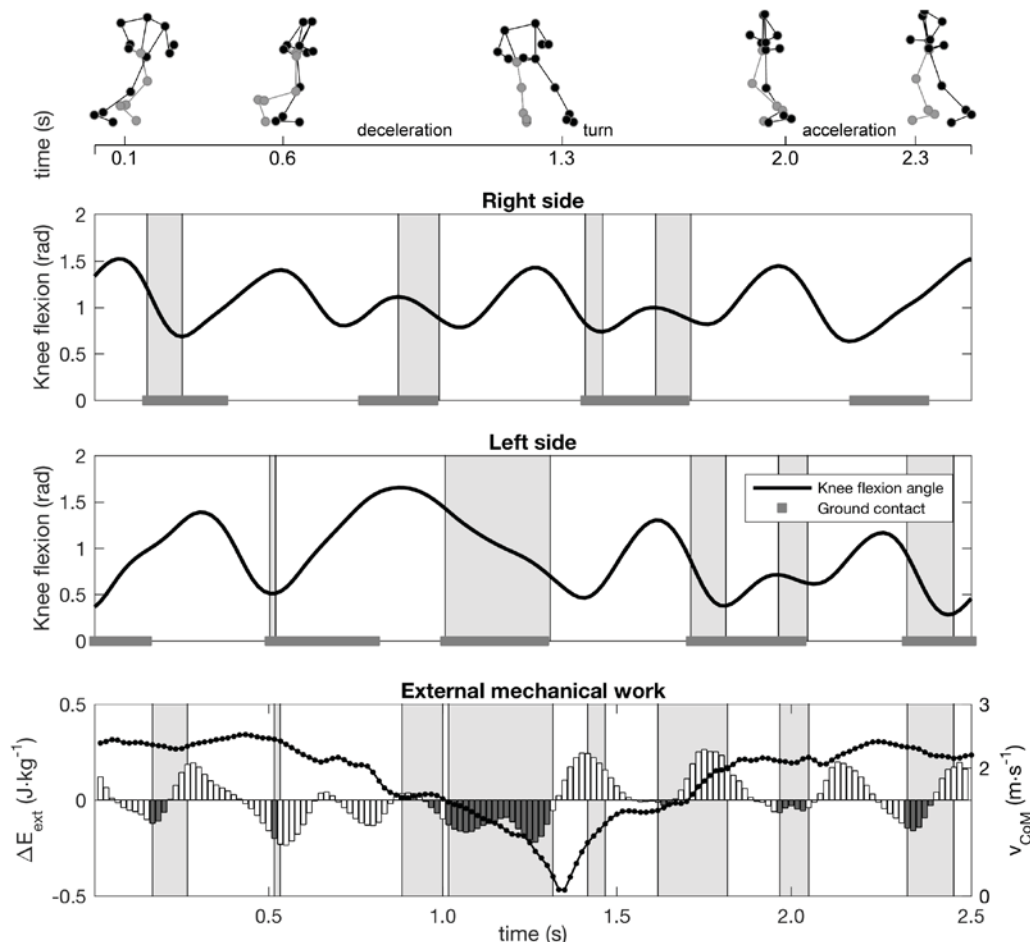 time (s)
deceleration
turn
acceleration
0.1 0.6 1.3 2.0 2.3
Right side
Knee flexion (rad)
2
1.5
1
0.5
0
Left side
Knee flexion (rad)
2
1.5
1
0.5
0
Knee flexion angle
Ground contact
External mechanical work
ΔE_ext (J·kg⁻¹)
0.5
0
-0.5
3
2
1
0
v_CoM (m·s⁻¹)
0.5 1.0 1.5 2.0 2.5
time (s)